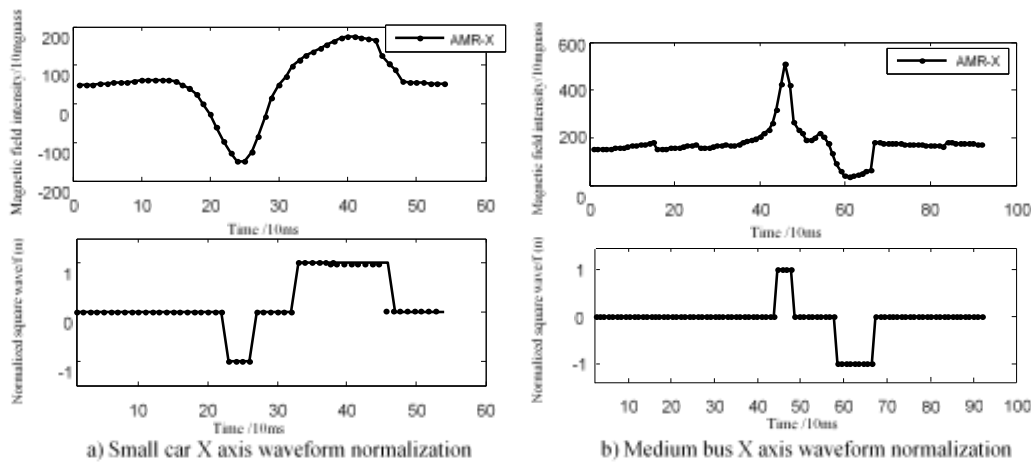 Magnetic field intensity/10mguass
200
100
0
-100
-200
AMR-X
0 10 20 30 40 50 60
Time /10ms
Normalized square wave/f (n)
1
0
-1
10 20 30 40 50 60
Time /10ms
a) Small car X axis waveform normalization
Magnetic field intensity/10mguass
600
400
200
0
AMR-X
0 20 40 60 80 100
Time /10ms
Normalized square wave/f (n)
1
0
-1
10 20 30 40 50 60 70 80 90 100
Time /10ms
b) Medium bus X axis waveform normalization